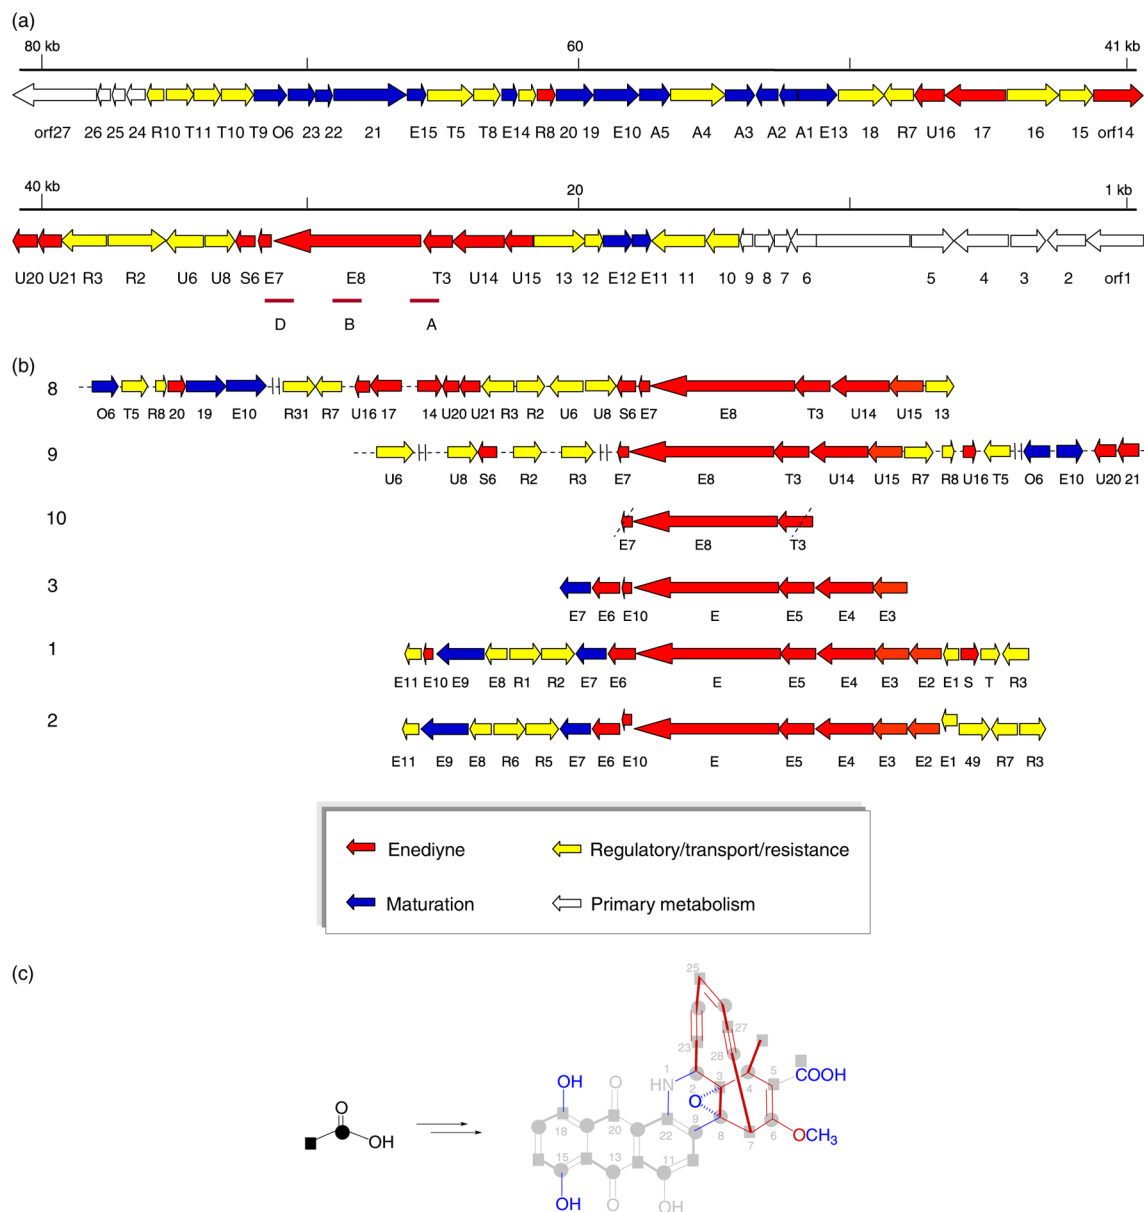 (a)
80 kb 60 41 kb
orf27 26 25 24 R10 T11 T10 T9 O6 23 22 21 E15 T5 T8 E14 R8 20 19 E10 A5 A4 A3 A2 A1 E13 18 R7 U16 17 16 15 orf14
40 kb 20 1 kb
U20 U21 R3 R2 U6 U8 S6 E7 E8 T3 U14 U15 13 12 E12 E11 11 10 9 8 7 6 5 4 3 2 orf1
D B A
(b)
8
O6 T5 R8 20 19 E10 R31 R7 U16 17 14 U20 U21 R3 R2 U6 U8 S6 E7 E8 T3 U14 U15 13
9
U6 U8 S6 R2 R3 E7 E8 T3 U14 U15 R7 R8 U16 T5 O6 E10 U20 21
10
E7 E8 T3
3
E7 E6 E10 E E5 E4 E3
1
E11 E10 E9 E8 R1 R2 E7 E6 E E5 E4 E3 E2 E1 S T R3
2
E11 E9 E8 R6 R5 E7 E6 E10 E E5 E4 E3 E2 E1 49 R7 R3
Enediyne Regulatory/transport/resistance
Maturation Primary metabolism
(c)
25
27
23 28
1 3 5
OH O HN 2 4 COOH
O
O 9
OH 18 20 22 8 6 OCH3
7
15 13 11
OH O OH